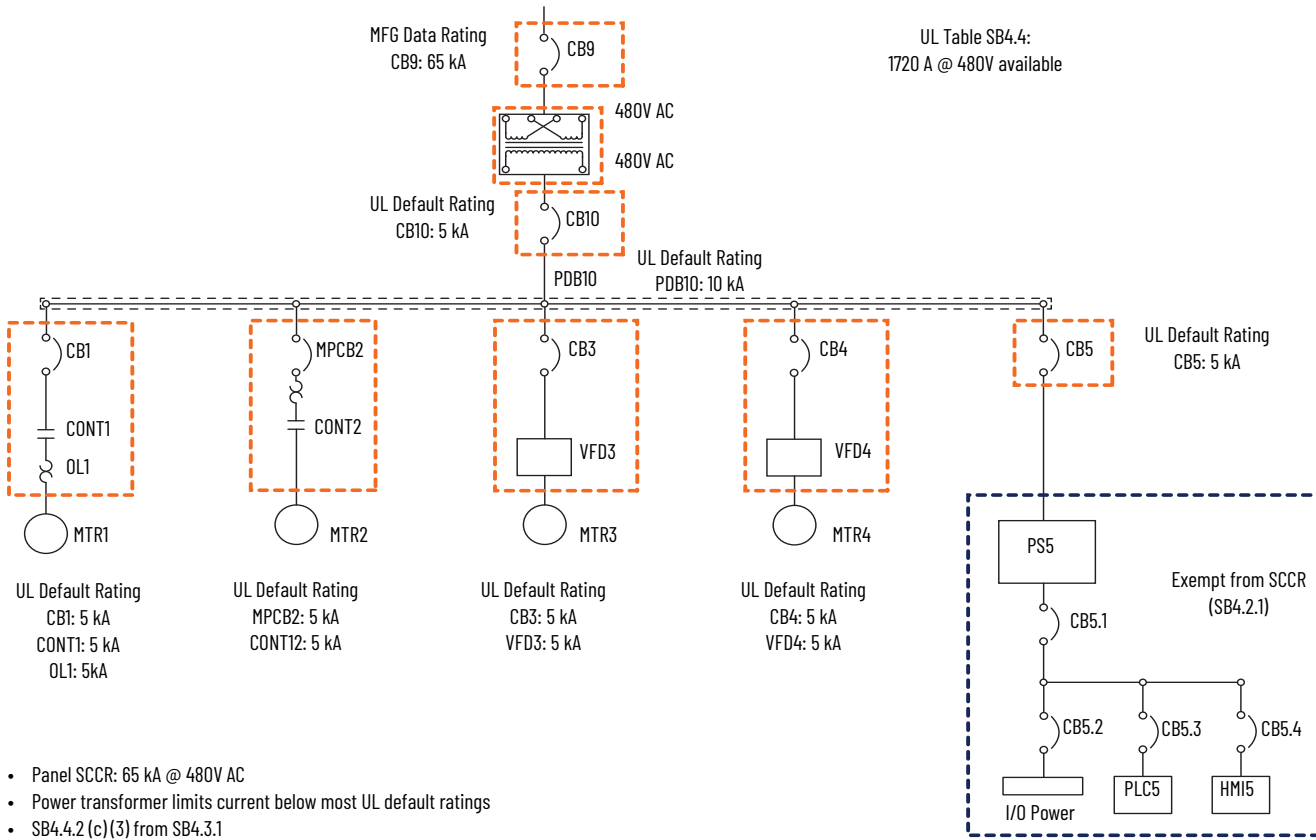 MFG Data Rating
CB9: 65 kA
CB9
UL Table SB4.4:
1720 A @ 480V available
480V AC
480V AC
UL Default Rating
CB10: 5 kA
CB10
PDB10
UL Default Rating
PDB10: 10 kA
CB1
CONT1
OL1
MTR1
MPCB2
CONT2
MTR2
CB3
VFD3
MTR3
CB4
VFD4
MTR4
CB5
UL Default Rating
CB5: 5 kA
UL Default Rating
CB1: 5 kA
CONT1: 5 kA
OL1: 5kA
UL Default Rating
MPCB2: 5 kA
CONT12: 5 kA
UL Default Rating
CB3: 5 kA
VFD3: 5 kA
UL Default Rating
CB4: 5 kA
VFD4: 5 kA
PS5
Exempt from SCCR
(SB4.2.1)
CB5.1
CB5.2
CB5.3
CB5.4
I/O Power
PLC5
HMI5
• Panel SCCR: 65 kA @ 480V AC
• Power transformer limits current below most UL default ratings
• SB4.4.2 (c)(3) from SB4.3.1